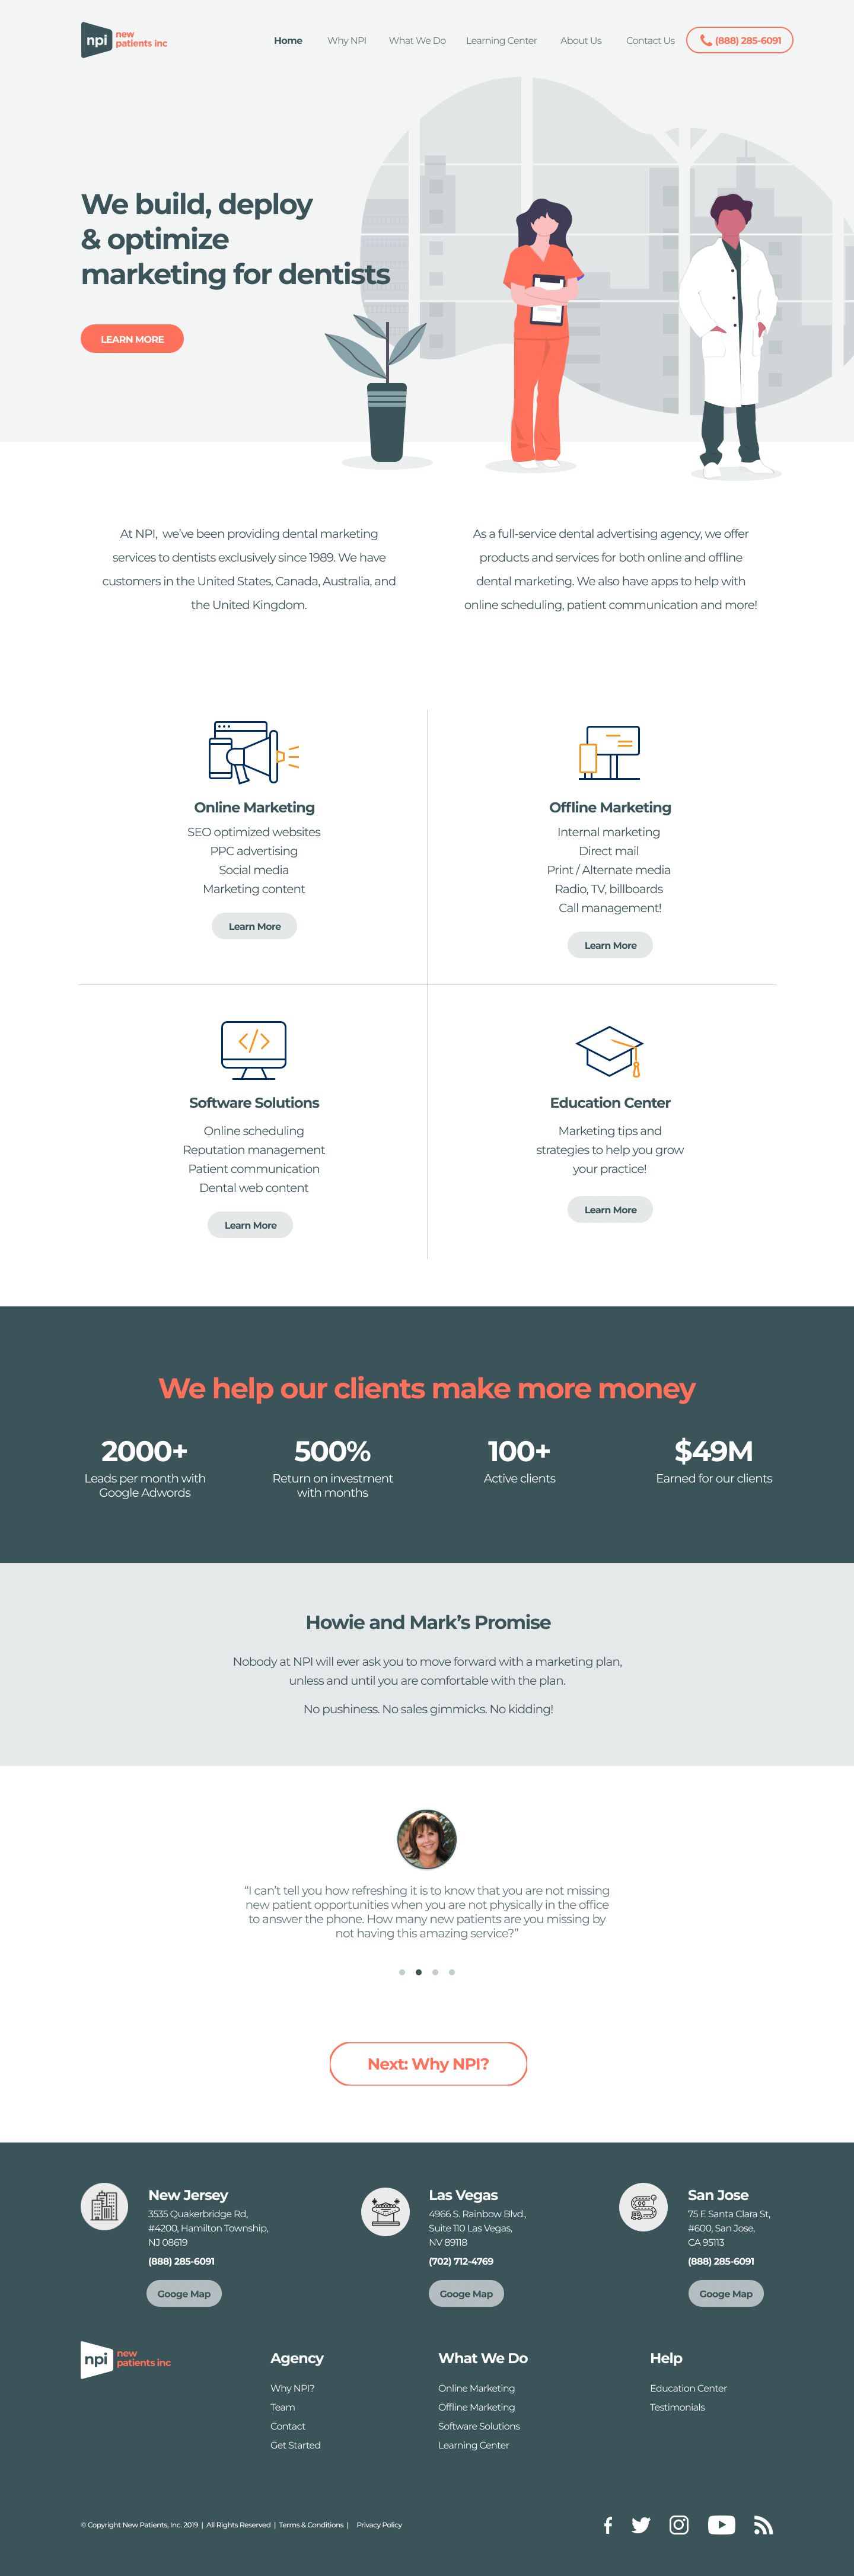 npi new
patients inc
Home Why NPI What We Do Learning Center About Us Contact Us (888) 285-6091
We build, deploy
& optimize
marketing for dentists
LEARN MORE
At NPI, we’ve been providing dental marketing
services to dentists exclusively since 1989. We have
customers in the United States, Canada, Australia, and
the United Kingdom.
As a full-service dental advertising agency, we offer
products and services for both online and offline
dental marketing. We also have apps to help with
online scheduling, patient communication and more!
Online Marketing
SEO optimized websites
PPC advertising
Social media
Marketing content
Learn More
Offline Marketing
Internal marketing
Direct mail
Print / Alternate media
Radio, TV, billboards
Call management!
Learn More
Software Solutions
Online scheduling
Reputation management
Patient communication
Dental web content
Learn More
Education Center
Marketing tips and
strategies to help you grow
your practice!
Learn More
We help our clients make more money
2000+
Leads per month with
Google Adwords
500%
Return on investment
with months
100+
Active clients
$49M
Earned for our clients
Howie and Mark’s Promise
Nobody at NPI will ever ask you to move forward with a marketing plan,
unless and until you are comfortable with the plan.
No pushiness. No sales gimmicks. No kidding!
“I can’t tell you how refreshing it is to know that you are not missing
new patient opportunities when you are not physically in the office
to answer the phone. How many new patients are you missing by
not having this amazing service?”
Next: Why NPI?
New Jersey
3535 Quakerbridge Rd,
#4200, Hamilton Township,
NJ 08619
(888) 285-6091
Googe Map
Las Vegas
4966 S. Rainbow Blvd.,
Suite 110 Las Vegas,
NV 89118
(702) 712-4769
Googe Map
San Jose
75 E Santa Clara St,
#600, San Jose,
CA 95113
(888) 285-6091
Googe Map
npi new
patients inc
Agency
Why NPI?
Team
Contact
Get Started
What We Do
Online Marketing
Offline Marketing
Software Solutions
Learning Center
Help
Education Center
Testimonials
© Copyright New Patients, Inc. 2019 | All Rights Reserved | Terms & Conditions | Privacy Policy